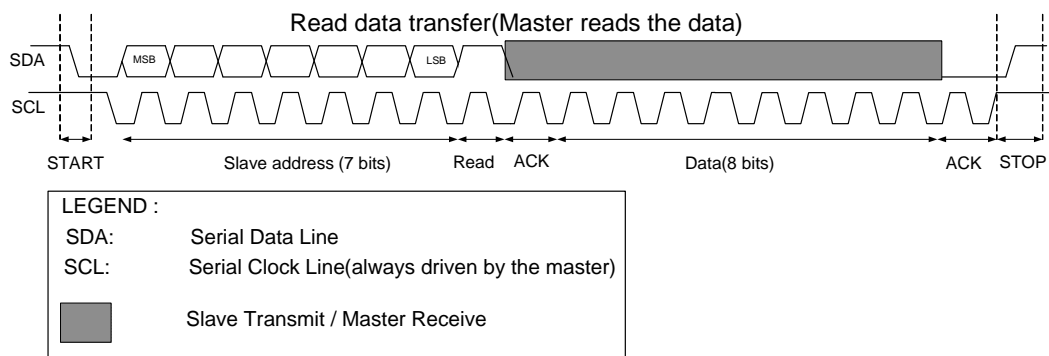 Read data transfer(Master reads the data)
SDA
MSB
LSB
SCL
START
Slave address (7 bits)
Read
ACK
Data(8 bits)
ACK
STOP
LEGEND :
SDA: Serial Data Line
SCL: Serial Clock Line(always driven by the master)
Slave Transmit / Master Receive